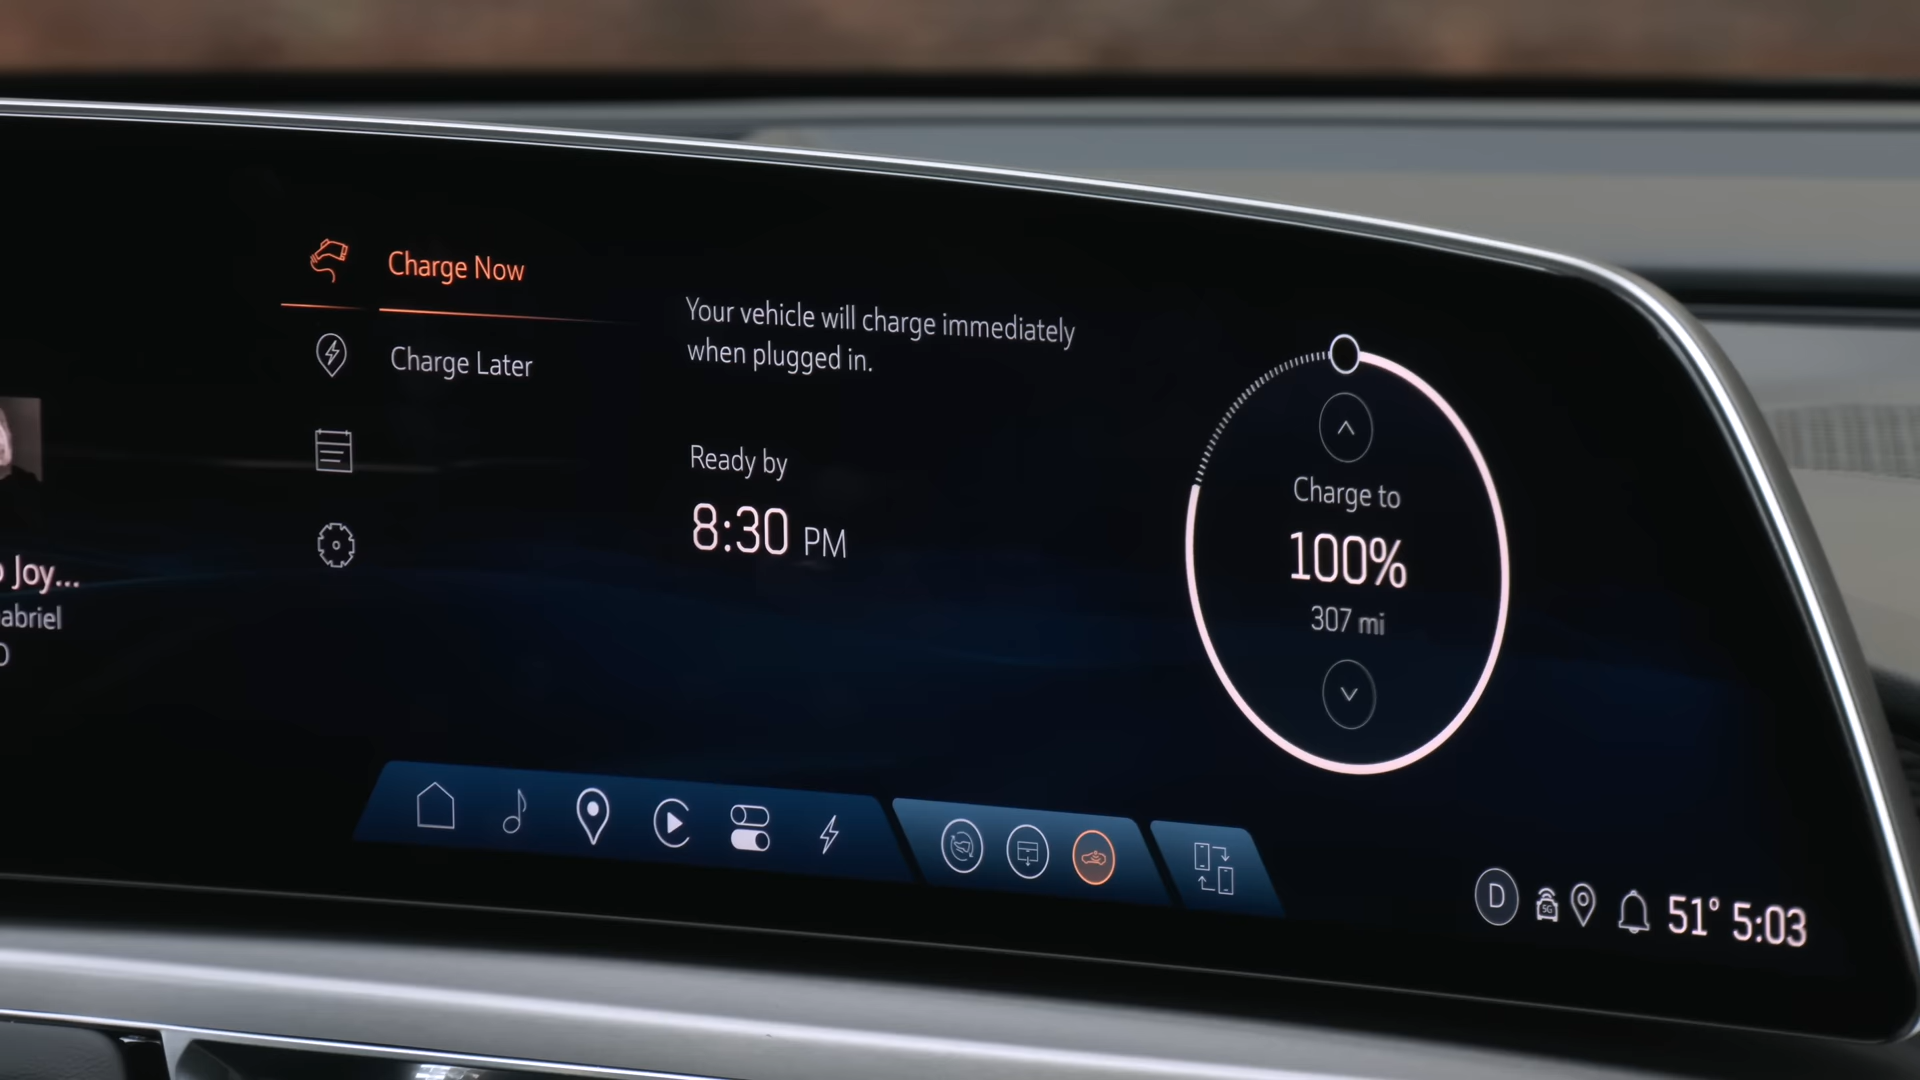 Charge Now
Charge Later
Your vehicle will charge immediately
when plugged in.
Ready by
8:30 PM
Charge to
100%
307 mi
Joy...
abriel
D
5G
51° 5:03